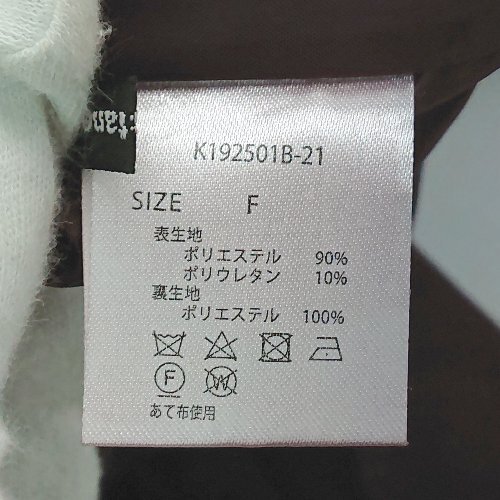 K192501B-21
SIZE F
表生地
ポリエステル 90%
ポリウレタン 10%
裏生地
ポリエステル 100%
F W
あて布使用